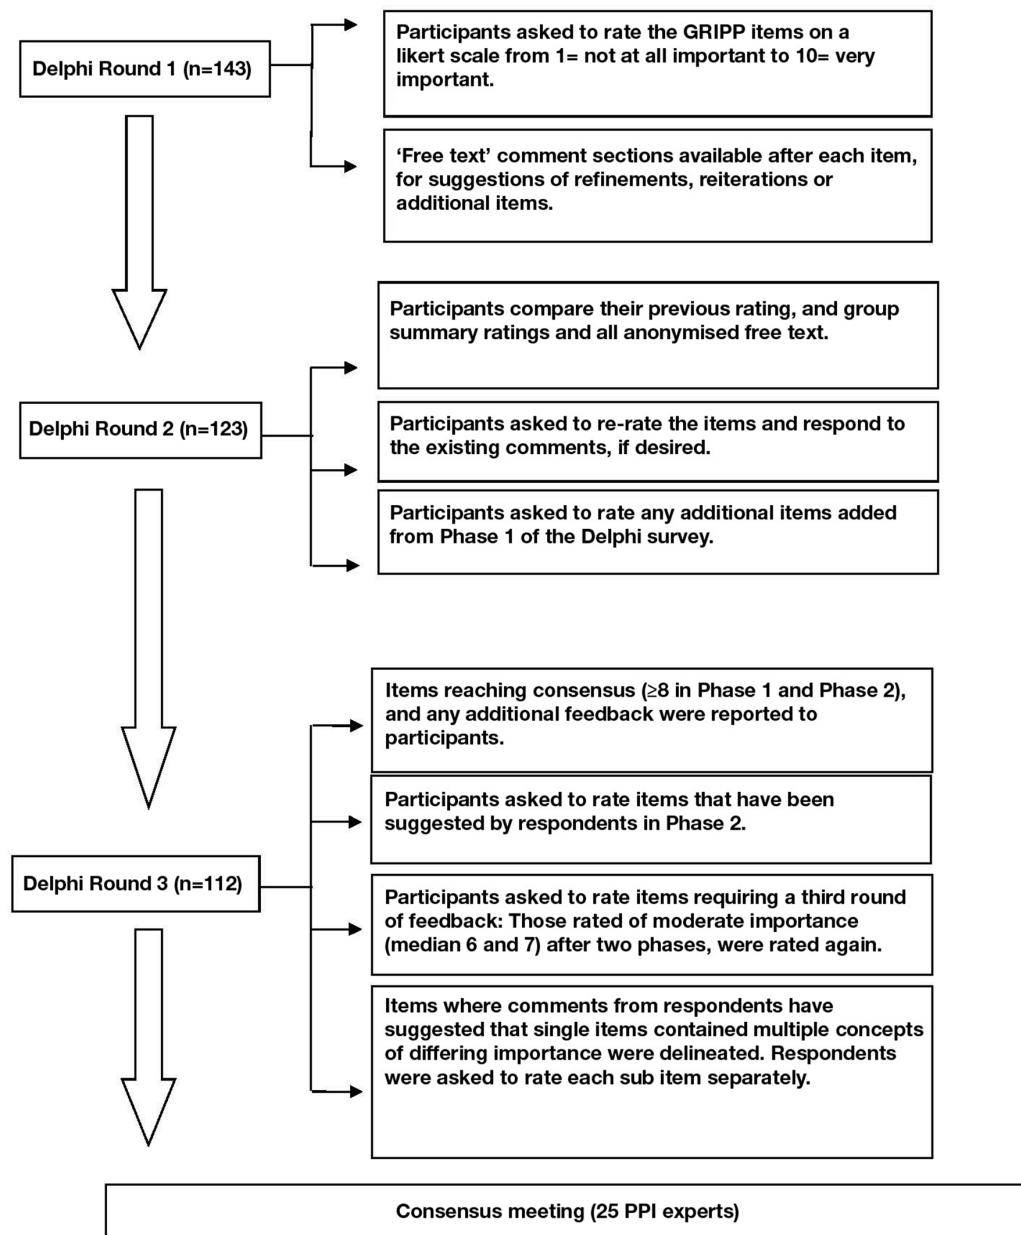 Delphi Round 1 (n=143)
Participants asked to rate the GRIPP items on a
likert scale from 1= not at all important to 10= very
important.
‘Free text’ comment sections available after each item,
for suggestions of refinements, reiterations or
additional items.
Delphi Round 2 (n=123)
Participants compare their previous rating, and group
summary ratings and all anonymised free text.
Participants asked to re-rate the items and respond to
the existing comments, if desired.
Participants asked to rate any additional items added
from Phase 1 of the Delphi survey.
Delphi Round 3 (n=112)
Items reaching consensus (≥8 in Phase 1 and Phase 2),
and any additional feedback were reported to
participants.
Participants asked to rate items that have been
suggested by respondents in Phase 2.
Participants asked to rate items requiring a third round
of feedback: Those rated of moderate importance
(median 6 and 7) after two phases, were rated again.
Items where comments from respondents have
suggested that single items contained multiple concepts
of differing importance were delineated. Respondents
were asked to rate each sub item separately.
Consensus meeting (25 PPI experts)